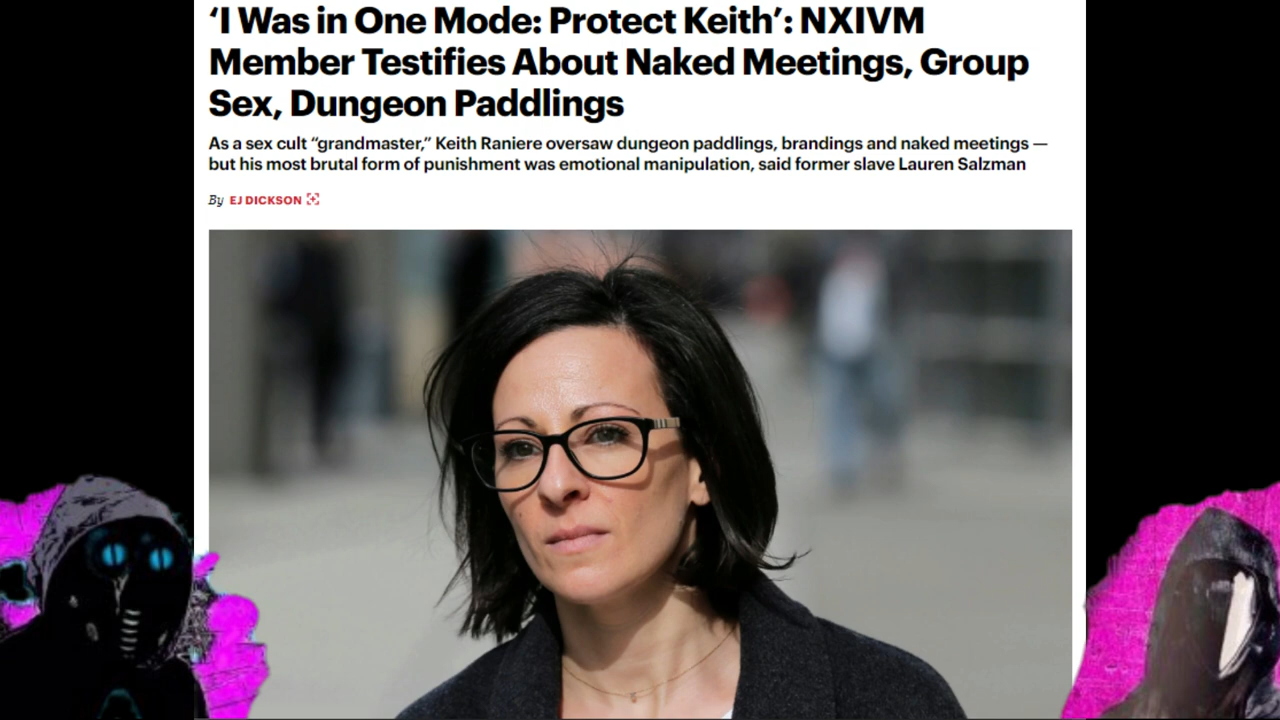 ‘I Was in One Mode: Protect Keith’: NXIVM
Member Testifies About Naked Meetings, Group
Sex, Dungeon Paddlings
As a sex cult “grandmaster,” Keith Raniere oversaw dungeon paddlings, brandings and naked meetings —
but his most brutal form of punishment was emotional manipulation, said former slave Lauren Salzman
By EJ DICKSON